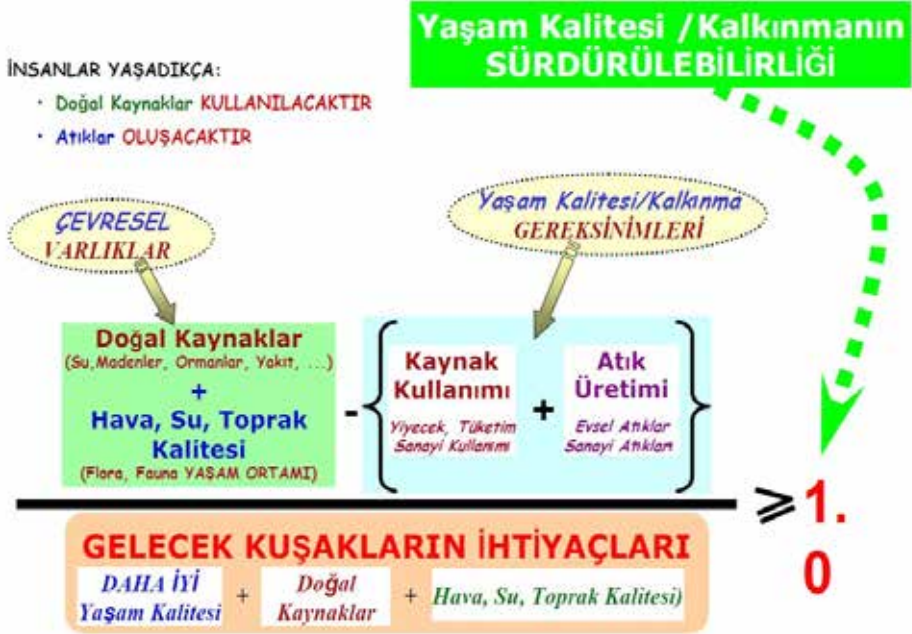 Yaşam Kalitesi /Kalkınmanın
SÜRDÜRÜLEBİLİRLİĞİ
İNSANLAR YAŞADIKÇA:
• Doğal Kaynaklar KULLANILACAKTIR
• Atıklar OLUŞACAKTIR
ÇEVRESEL
VARLIKLAR
Yaşam Kalitesi/Kalkınma
GEREKSİNİMLERİ
Doğal Kaynaklar
(Su,Madenler, Ormanlar, Yakıt, ...)
+
Hava, Su, Toprak
Kalitesi
(Flora, Fauna YAŞAM ORTAMI)
-
{
Kaynak
Kullanımı
Yiyecek, Tüketim
Sanayi Kullanımı
+
Atık
Üretimi
Evsel Atıklar
Sanayi Atıkları
}
⩾ 1.
0
GELECEK KUŞAKLARIN İHTİYAÇLARI
DAHA İYİ
Yaşam Kalitesi
+
Doğal
Kaynaklar
+
Hava, Su, Toprak Kalitesi)